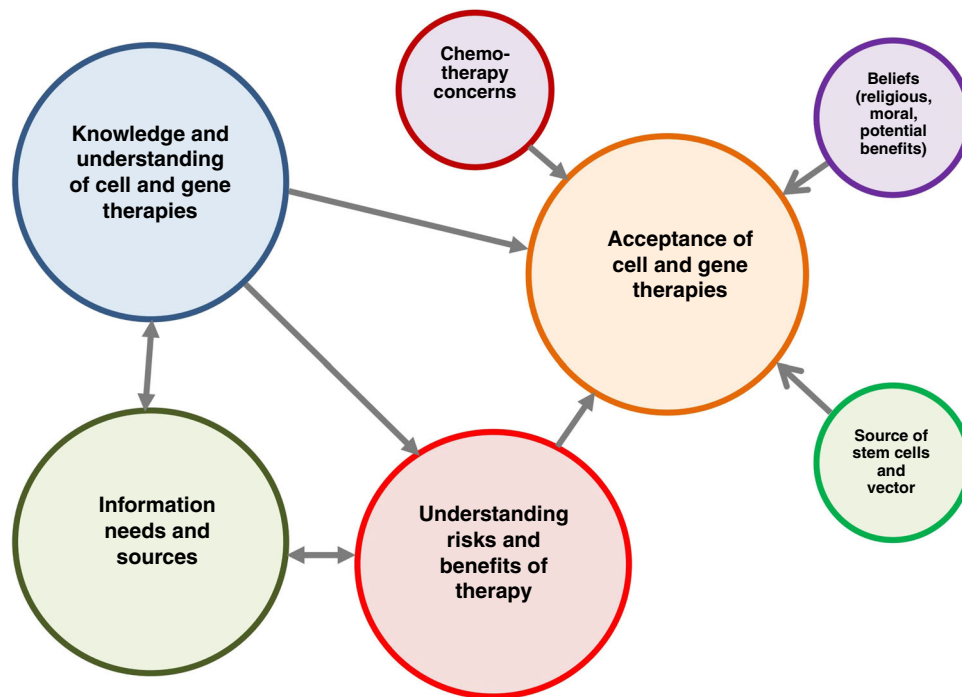 Knowledge and
understanding
of cell and gene
therapies
Chemo-
therapy
concerns
Beliefs
(religious,
moral,
potential
benefits)
Acceptance of
cell and gene
therapies
Information
needs and
sources
Understanding
risks and
benefits of
therapy
Source of
stem cells
and
vector